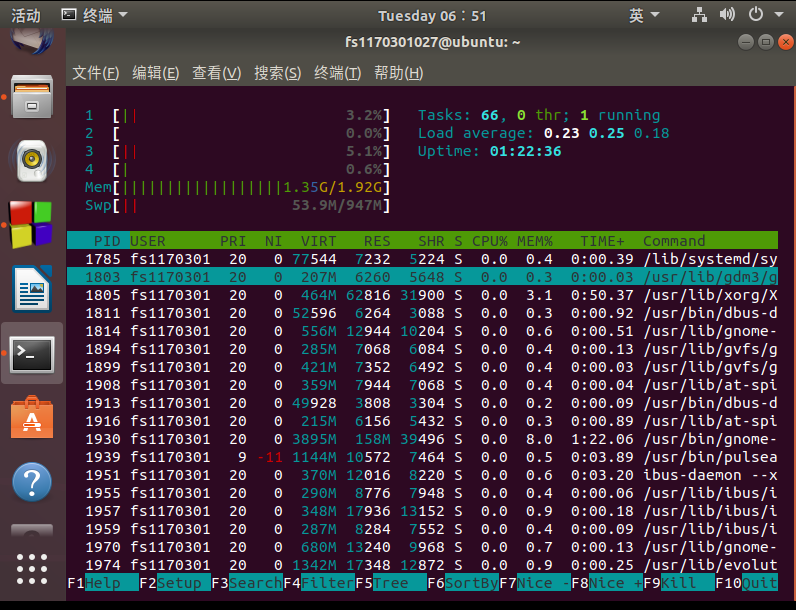 活动 终端 Tuesday 06：51 英
fs1170301027@ubuntu: ~
文件(F) 编辑(E) 查看(V) 搜索(S) 终端(T) 帮助(H)
1 [|| 3.2%] Tasks: 66, 0 thr; 1 running
2 [ 0.0%] Load average: 0.23 0.25 0.18
3 [|| 5.1%] Uptime: 01:22:36
4 [| 0.6%]
Mem[||||||||||||||||||1.35G/1.92G]
Swp[|| 53.9M/947M]
PID USER PRI NI VIRT RES SHR S CPU% MEM% TIME+ Command
1785 fs1170301 20 0 77544 7232 5224 S 0.0 0.4 0:00.39 /lib/systemd/sy
1803 fs1170301 20 0 207M 6260 5648 S 0.0 0.3 0:00.03 /usr/lib/gdm3/g
1805 fs1170301 20 0 464M 62816 31900 S 0.0 3.1 0:50.37 /usr/lib/xorg/X
1811 fs1170301 20 0 52596 6264 3088 S 0.0 0.3 0:00.92 /usr/bin/dbus-d
1814 fs1170301 20 0 556M 12944 10204 S 0.0 0.6 0:00.51 /usr/lib/gnome-
1894 fs1170301 20 0 285M 7068 6084 S 0.0 0.4 0:00.13 /usr/lib/gvfs/g
1899 fs1170301 20 0 421M 7352 6492 S 0.0 0.4 0:00.03 /usr/lib/gvfs/g
1908 fs1170301 20 0 359M 7944 7068 S 0.0 0.4 0:00.04 /usr/lib/at-spi
1913 fs1170301 20 0 49928 3808 3304 S 0.0 0.2 0:00.09 /usr/bin/dbus-d
1916 fs1170301 20 0 215M 6156 5432 S 0.0 0.3 0:00.89 /usr/lib/at-spi
1930 fs1170301 20 0 3895M 158M 39496 S 0.0 8.0 1:22.06 /usr/bin/gnome-
1939 fs1170301 9 -11 1144M 10572 7464 S 0.0 0.5 0:03.89 /usr/bin/pulsea
1951 fs1170301 20 0 370M 12016 8220 S 0.0 0.6 0:03.20 ibus-daemon --x
1955 fs1170301 20 0 290M 8776 7948 S 0.0 0.4 0:00.06 /usr/lib/ibus/i
1957 fs1170301 20 0 348M 17936 13152 S 0.0 0.9 0:00.18 /usr/lib/ibus/i
1959 fs1170301 20 0 287M 8284 7552 S 0.0 0.4 0:00.09 /usr/lib/ibus/i
1970 fs1170301 20 0 680M 13240 9968 S 0.0 0.7 0:00.13 /usr/lib/gnome-
1974 fs1170301 20 0 1342M 17348 12872 S 0.0 0.9 0:00.25 /usr/lib/evolut
F1Help F2Setup F3SearchF4FilterF5Tree F6SortByF7Nice -F8Nice +F9Kill F10Quit